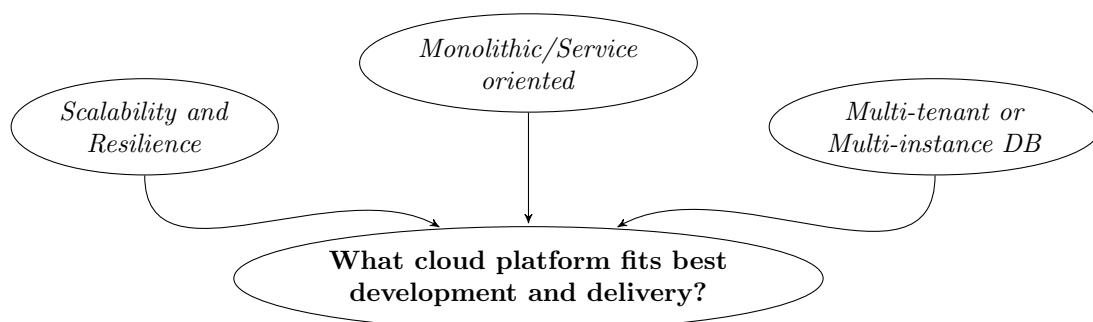 Monolithic/Service
oriented
Scalability and
Resilience
Multi-tenant or
Multi-instance DB
What cloud platform fits best
development and delivery?